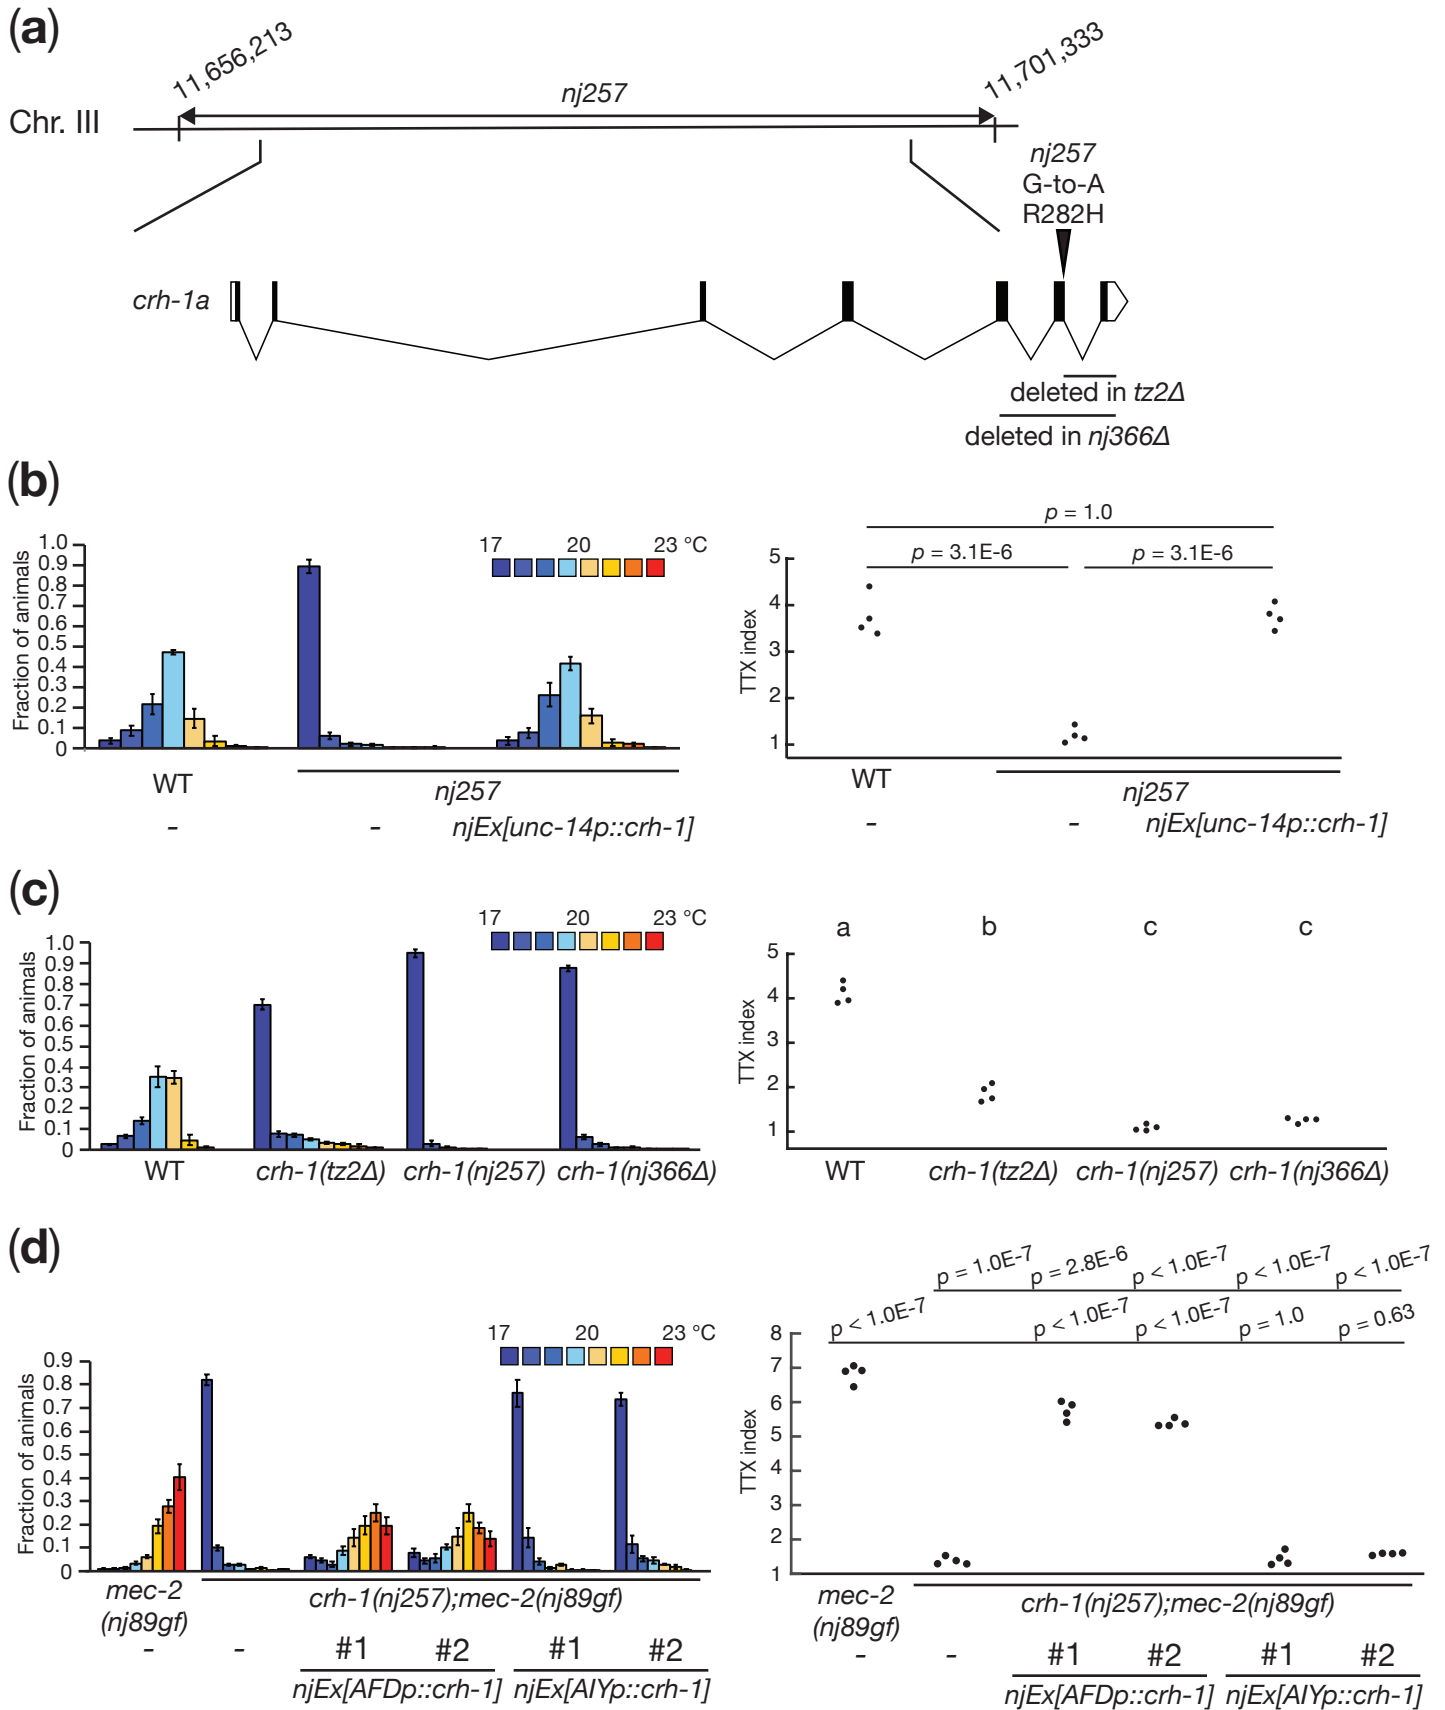 (a)
11,656,213
11,701,333
nj257
Chr. III
nj257
G-to-A
R282H
crh-1a
deleted in tz2Δ
deleted in nj366Δ
(b)
Fraction of animals
1.0
0.9
0.8
0.7
0.6
0.5
0.4
0.3
0.2
0.1
0
17 20 23 °C
WT
nj257
- - njEx[unc-14p::crh-1]
p = 1.0
p = 3.1E-6 p = 3.1E-6
TTX index
5
4
3
2
1
WT
nj257
- - njEx[unc-14p::crh-1]
(c)
Fraction of animals
1.0
0.9
0.8
0.7
0.6
0.5
0.4
0.3
0.2
0.1
0
17 20 23 °C
WT crh-1(tz2Δ) crh-1(nj257) crh-1(nj366Δ)
a b c c
TTX index
5
4
3
2
1
WT crh-1(tz2Δ) crh-1(nj257) crh-1(nj366Δ)
(d)
Fraction of animals
0.9
0.8
0.7
0.6
0.5
0.4
0.3
0.2
0.1
0
17 20 23 °C
mec-2
(nj89gf)
crh-1(nj257);mec-2(nj89gf)
- - #1 #2 #1 #2
njEx[AFDp::crh-1] njEx[AIYp::crh-1]
p = 1.0E-7 p = 2.8E-6 p < 1.0E-7 p < 1.0E-7 p < 1.0E-7
p < 1.0E-7 p < 1.0E-7 p < 1.0E-7 p = 1.0 p = 0.63
TTX index
8
7
6
5
4
3
2
1
mec-2
(nj89gf)
crh-1(nj257);mec-2(nj89gf)
- - #1 #2 #1 #2
njEx[AFDp::crh-1] njEx[AIYp::crh-1]